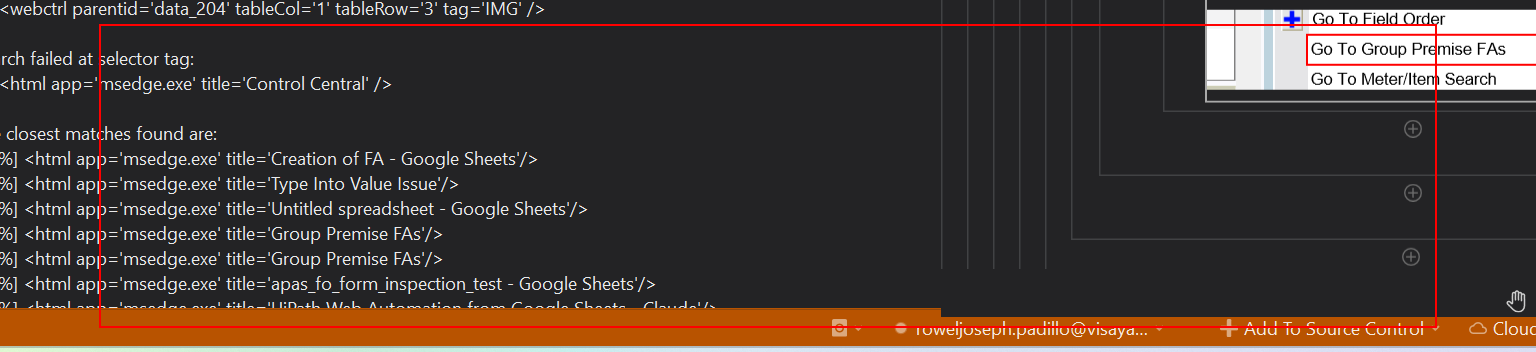 <webctrl parentid='data_204' tableCol='1' tableRow='3' tag='IMG' />
rch failed at selector tag:
<html app='msedge.exe' title='Control Central' />
closest matches found are:
%] <html app='msedge.exe' title='Creation of FA - Google Sheets'/>
%] <html app='msedge.exe' title='Type Into Value Issue'/>
%] <html app='msedge.exe' title='Untitled spreadsheet - Google Sheets'/>
%] <html app='msedge.exe' title='Group Premise FAs'/>
%] <html app='msedge.exe' title='Group Premise FAs'/>
%] <html app='msedge.exe' title='apas_fo_form_inspection_test - Google Sheets'/>
%] <html app='msedge.exe' title='UiPath Web Automation from Google Sheets - Claude'/>
Go To Field Order
Go To Group Premise FAs
Go To Meter/Item Search
roweljoseph.padillo@visaya...
Add To Source Control
Cloud